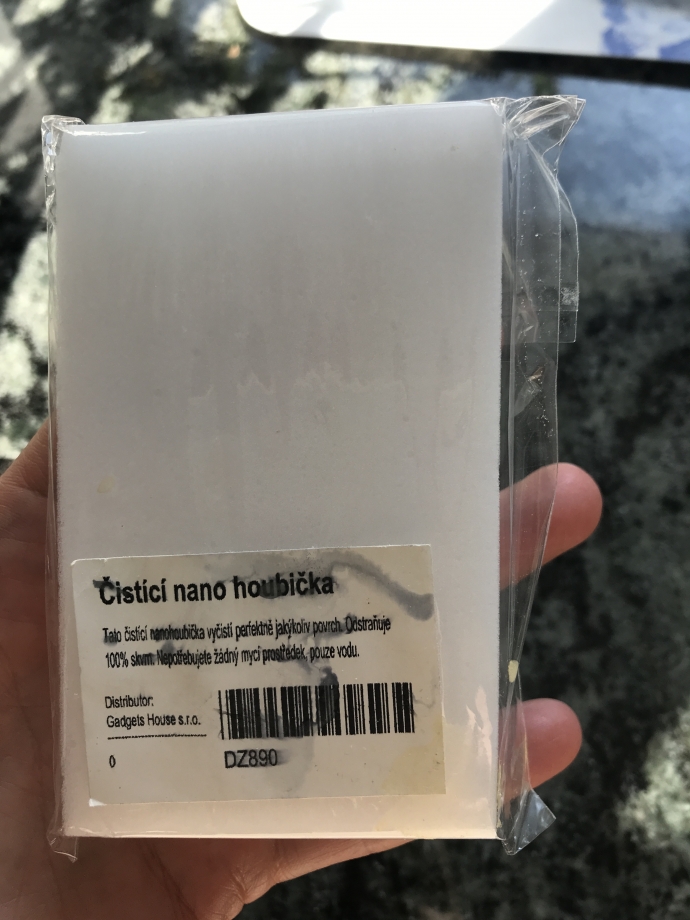 Čistící nano houbička
Tato čistící nanohoubička vyčistí perfektně jakýkoliv povrch. Odstraňuje
100% skvrn. Nepotřebujete žádný mycí prostředek, pouze vodu.
Distributor:
Gadgets House s.r.o.
0
DZ890